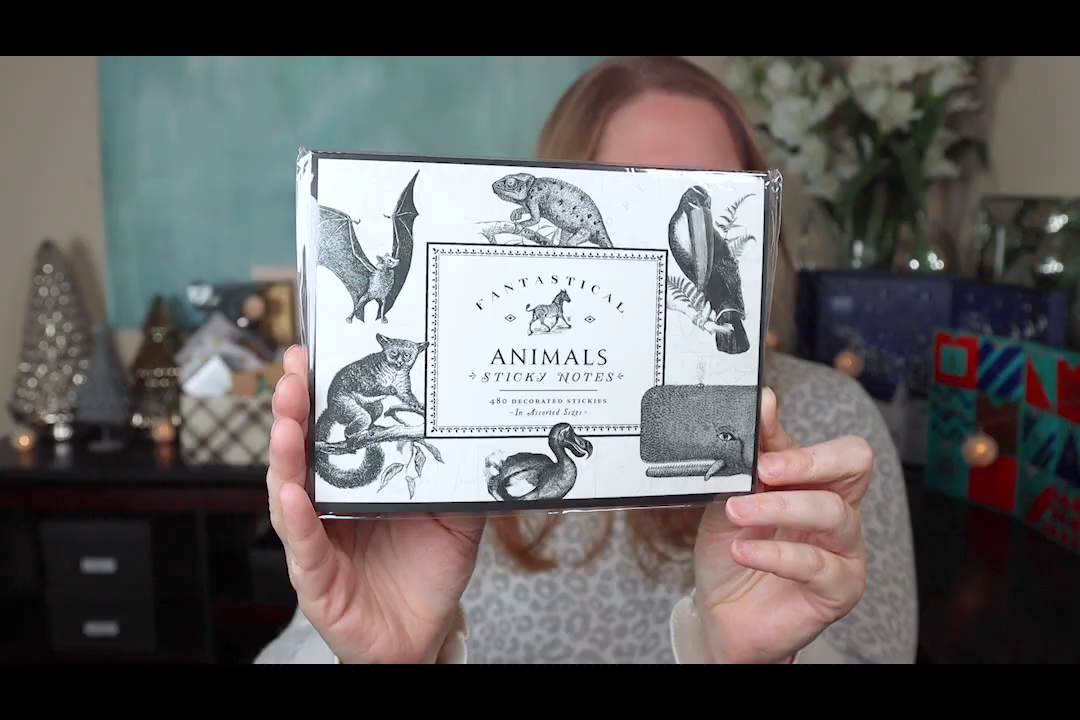 FANTASTICAL
ANIMALS
STICKY NOTES
480 DECORATED STICKIES
~In Assorted Sizes~